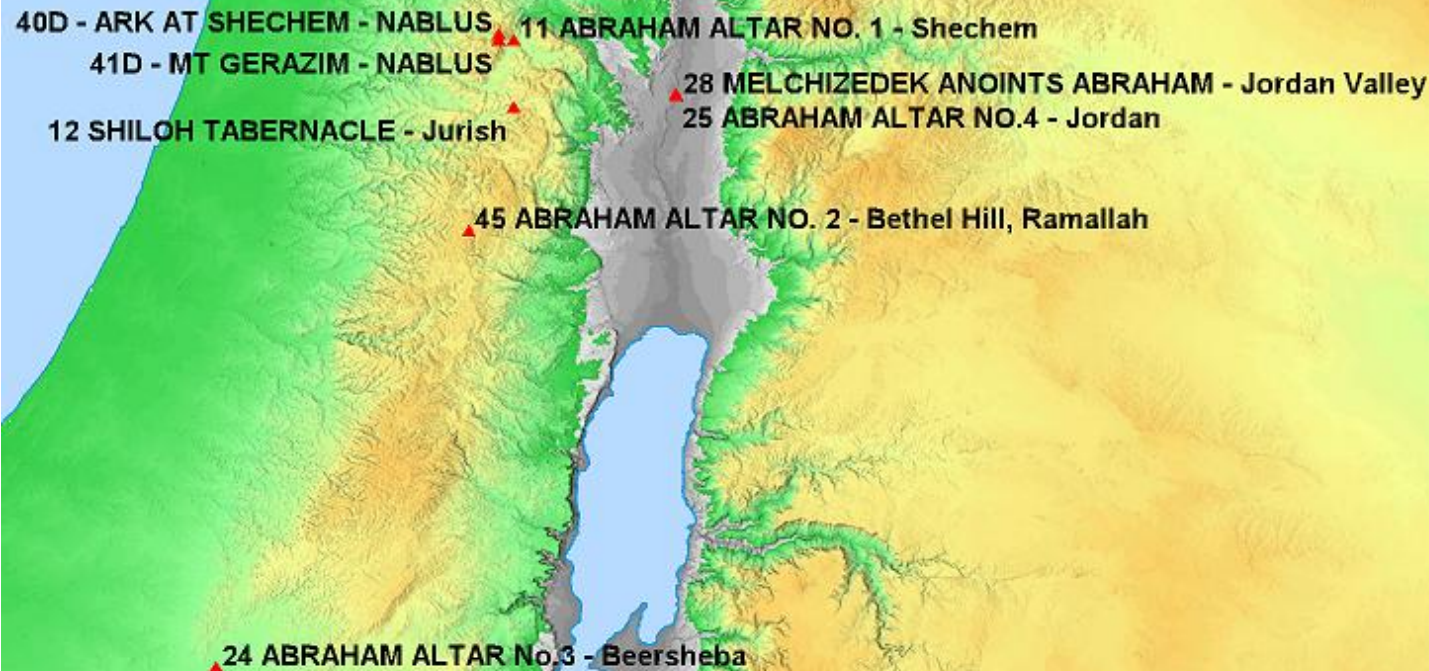 40D - ARK AT SHECHEM - NABLUS
11 ABRAHAM ALTAR NO. 1 - Shechem
41D - MT GERAZIM - NABLUS
28 MELCHIZEDEK ANOINTS ABRAHAM - Jordan Valley
25 ABRAHAM ALTAR NO.4 - Jordan
12 SHILOH TABERNACLE - Jurish
45 ABRAHAM ALTAR NO. 2 - Bethel Hill, Ramallah
24 ABRAHAM ALTAR No.3 - Beersheba